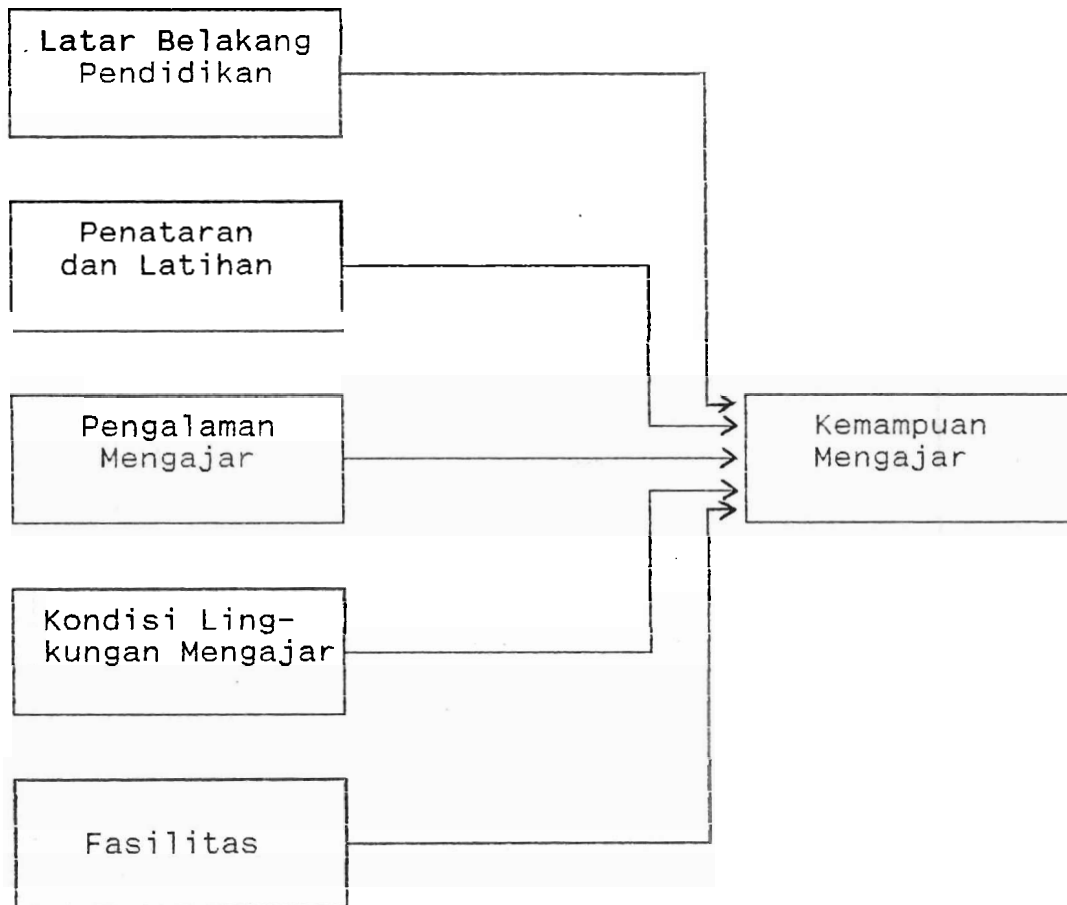 Latar Belakang
Pendidikan
Penataran
dan Latihan
Pengalaman
Mengajar
Kondisi Ling-
kungan Mengajar
Fasilitas
Kemampuan
Mengajar